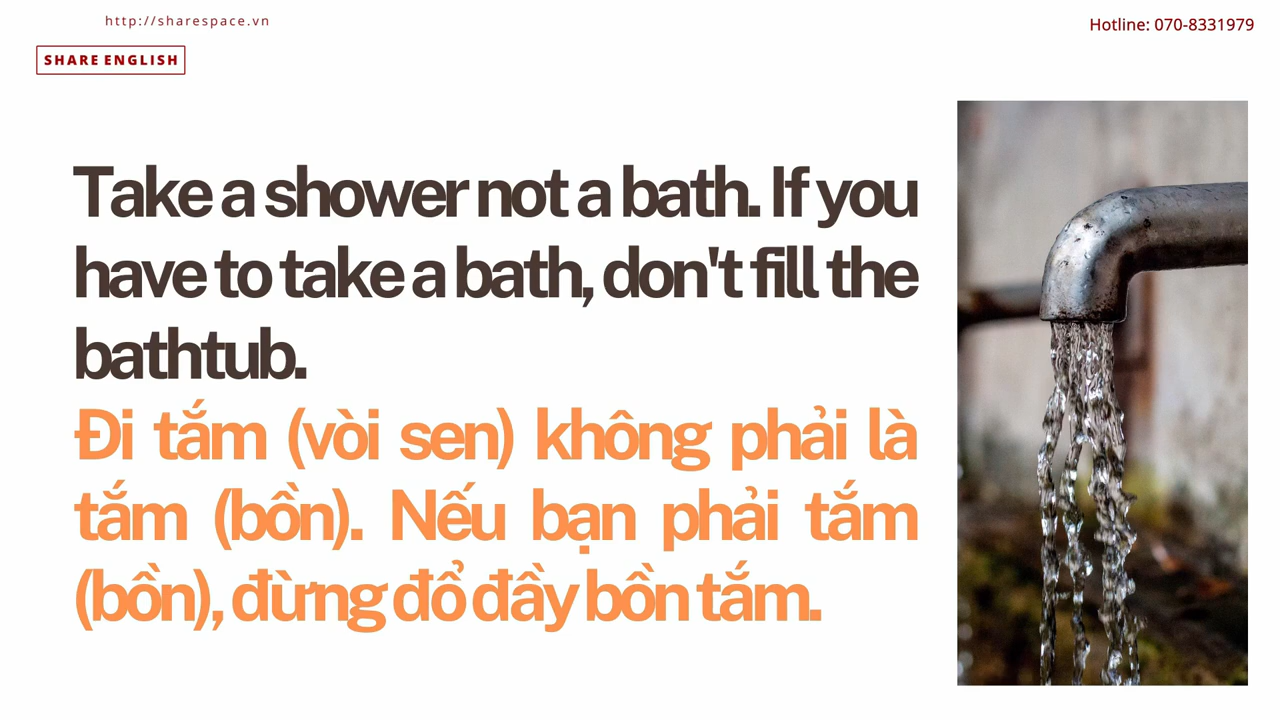 http://sharespace.vn
Hotline: 070-8331979
SHARE ENGLISH
Take a shower not a bath. If you
have to take a bath, don't fill the
bathtub.
Đi tắm (vòi sen) không phải là
tắm (bồn). Nếu bạn phải tắm
(bồn), đừng đổ đầy bồn tắm.